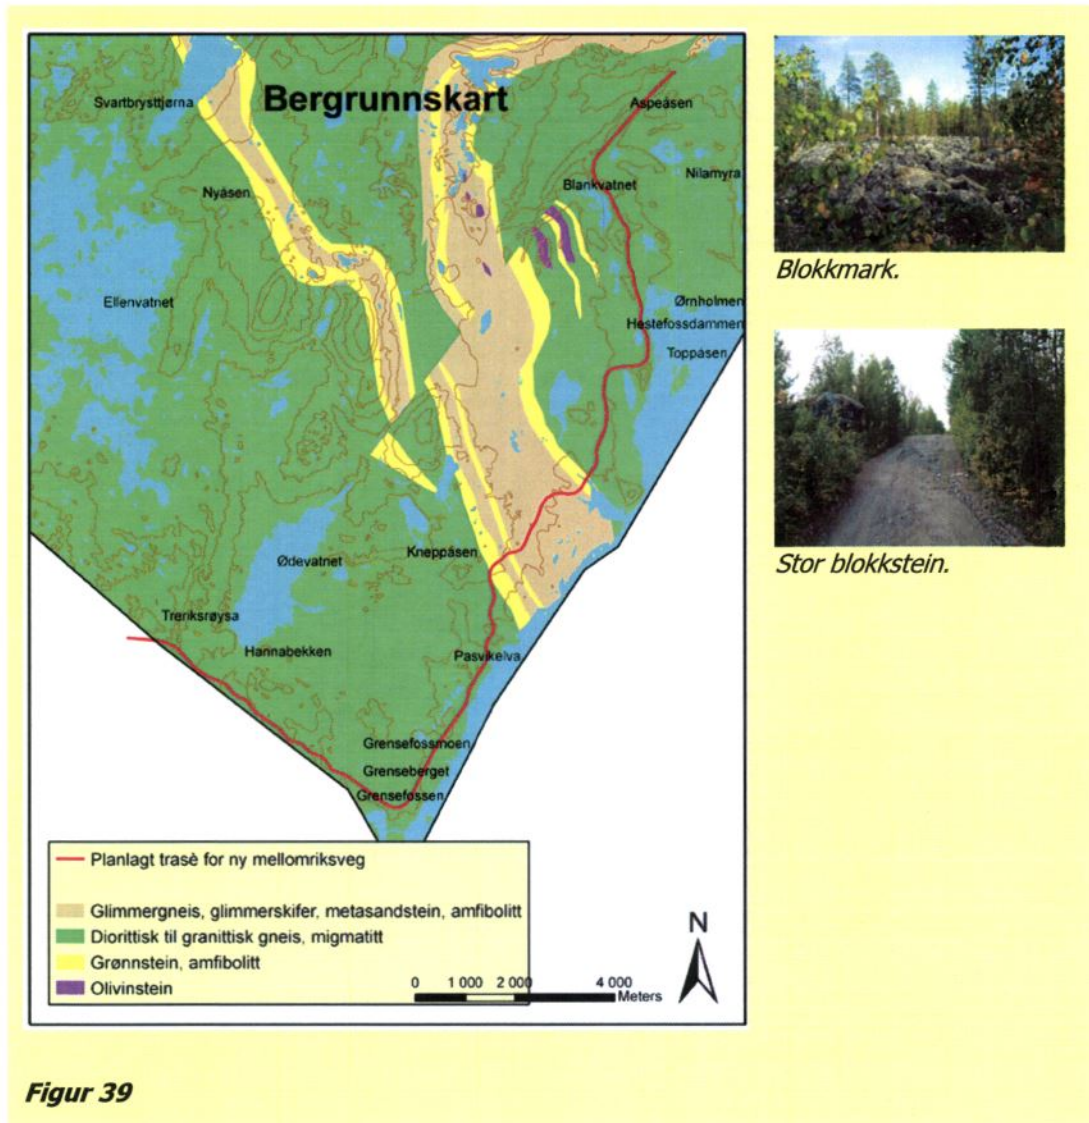 Bergrunnskart
Svartbrysttjørna
Aspeåsen
Nilamyra
Nyåsen
Blankvatnet
Ellenvatnet
Ørnholmen
Hestefossdammen
Toppåsen
Kneppåsen
Ødevatnet
Treriksrøysa
Hannabekken
Pasvikelva
Grensefossmoen
Grenseberget
Grensefossen
Planlagt trasè for ny mellomriksveg
Glimmergneis, glimmerskifer, metasandstein, amfibolitt
Diorittisk til granittisk gneis, migmatitt
Grønnstein, amfibolitt
Olivinstein
0 1 000 2 000 4 000
Meters
N
Blokkmark.
Stor blokkstein.
Figur 39